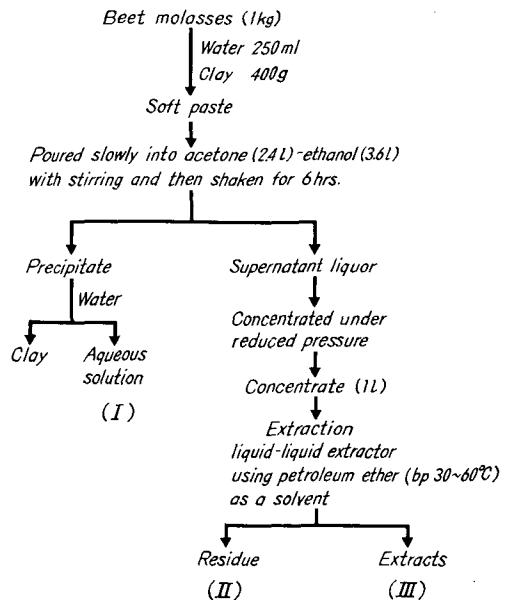 Beet molasses (1kg)
Water 250ml
Clay 400g
Soft paste
Poured slowly into acetone (2.4l)-ethanol (3.6l)
with stirring and then shaken for 6 hrs.
Precipitate
Water
Clay
Aqueous
solution
(I)
Supernatant liquor
Concentrated under
reduced pressure
Concentrate (1l)
Extraction
liquid-liquid extractor
using petroleum ether (bp 30~60℃)
as a solvent
Residue
(II)
Extracts
(III)